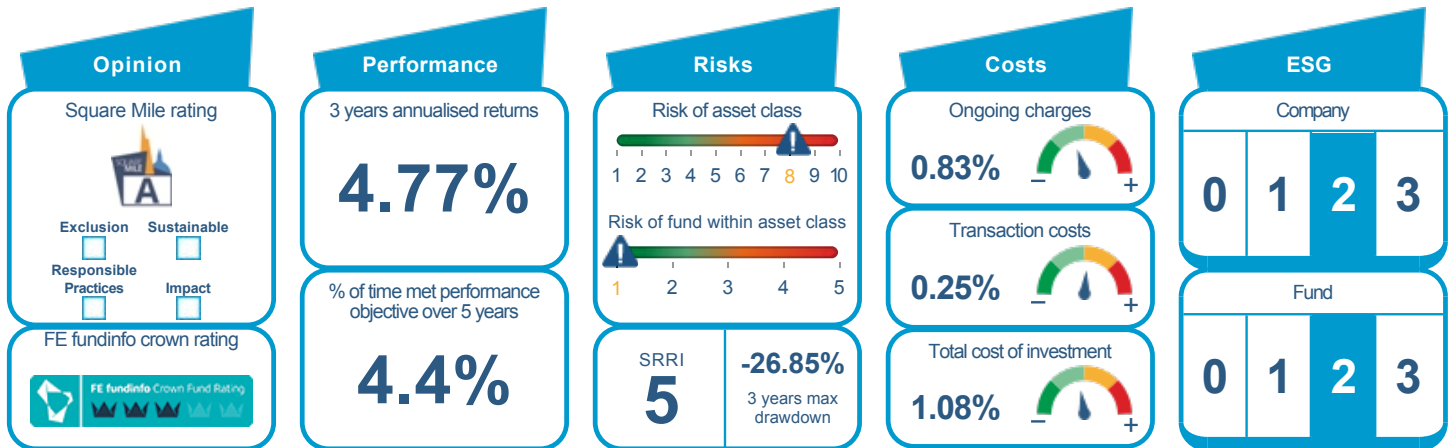 Opinion
Square Mile rating
SQUARE
MILE
A
Exclusion Sustainable
Responsible
Practices Impact
FE fundinfo crown rating
FE fundinfo Crown Fund Rating
Performance
3 years annualised returns
4.77%
% of time met performance
objective over 5 years
4.4%
Risks
Risk of asset class
!
1 2 3 4 5 6 7 8 9 10
Risk of fund within asset class
!
1 2 3 4 5
SRRI
5
-26.85%
3 years max
drawdown
Costs
Ongoing charges
0.83%
− +
Transaction costs
0.25%
− +
Total cost of investment
1.08%
− +
ESG
Company
0 1 2 3
Fund
0 1 2 3